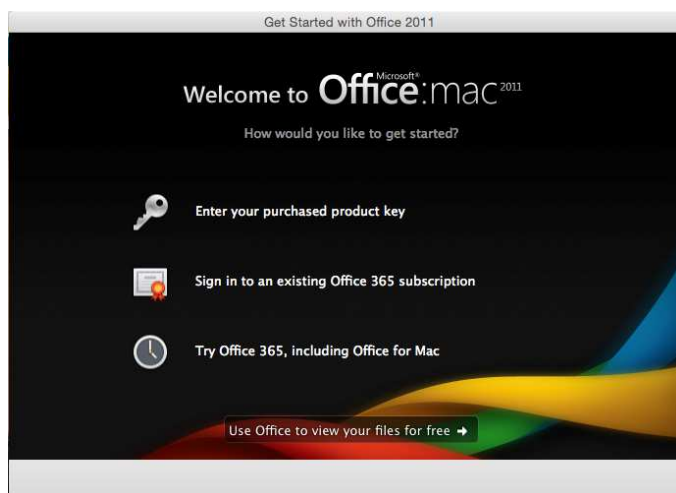 Get Started with Office 2011
Welcome to Microsoft® Office:mac 2011
How would you like to get started?
Enter your purchased product key
Sign in to an existing Office 365 subscription
Try Office 365, including Office for Mac
Use Office to view your files for free ➔